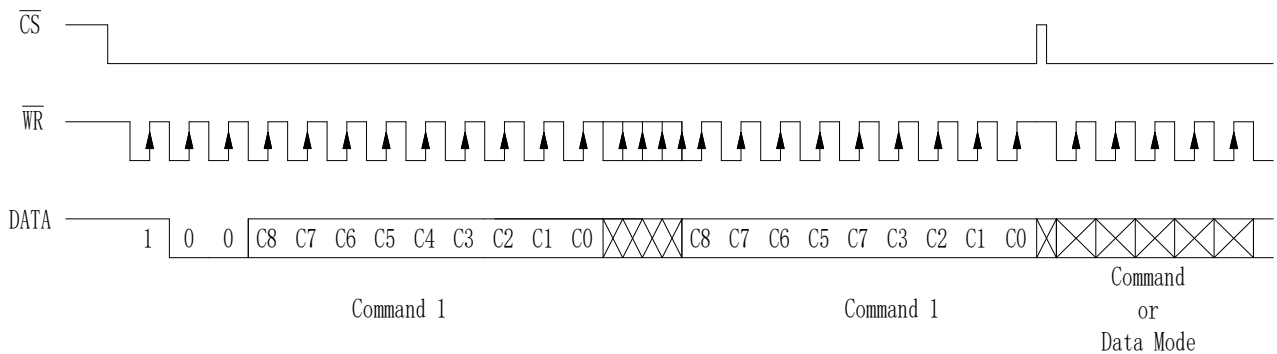 CS
WR
DATA 1 0 0 C8 C7 C6 C5 C4 C3 C2 C1 C0 C8 C7 C6 C5 C7 C3 C2 C1 C0
Command 1 Command 1 Command
or
Data Mode